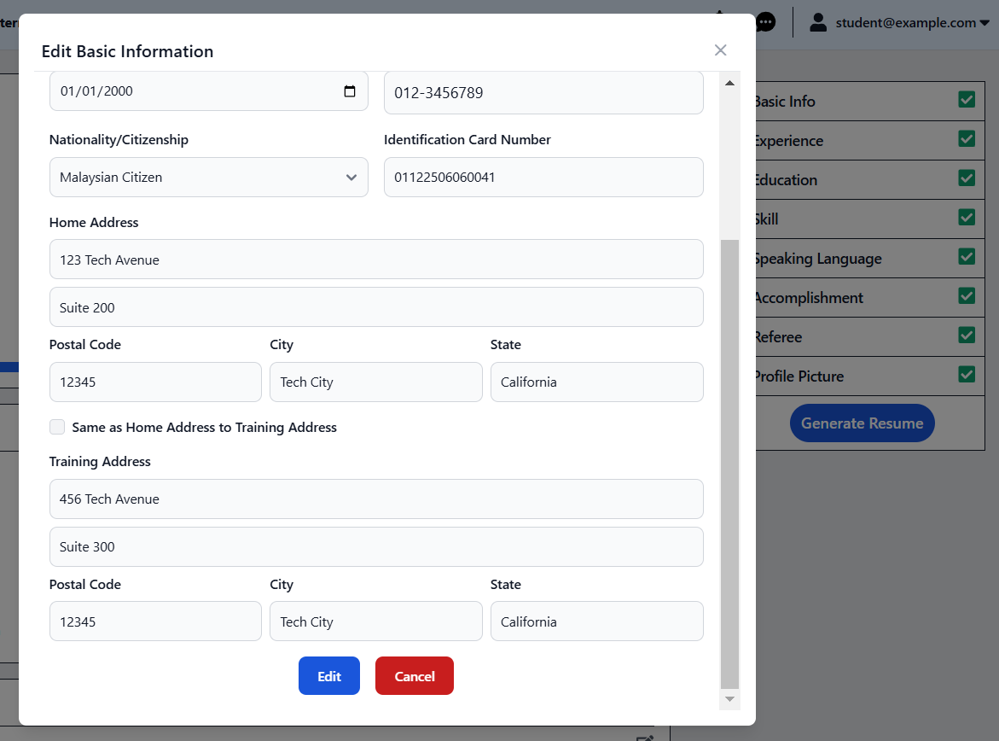 student@example.com
Edit Basic Information
01/01/2000
012-3456789
Nationality/Citizenship
Identification Card Number
Malaysian Citizen
01122506060041
Home Address
123 Tech Avenue
Suite 200
Postal Code
City
State
12345
Tech City
California
Same as Home Address to Training Address
Training Address
456 Tech Avenue
Suite 300
Postal Code
City
State
12345
Tech City
California
Edit
Cancel
Basic Info
Experience
Education
Skill
Speaking Language
Accomplishment
Referee
Profile Picture
Generate Resume